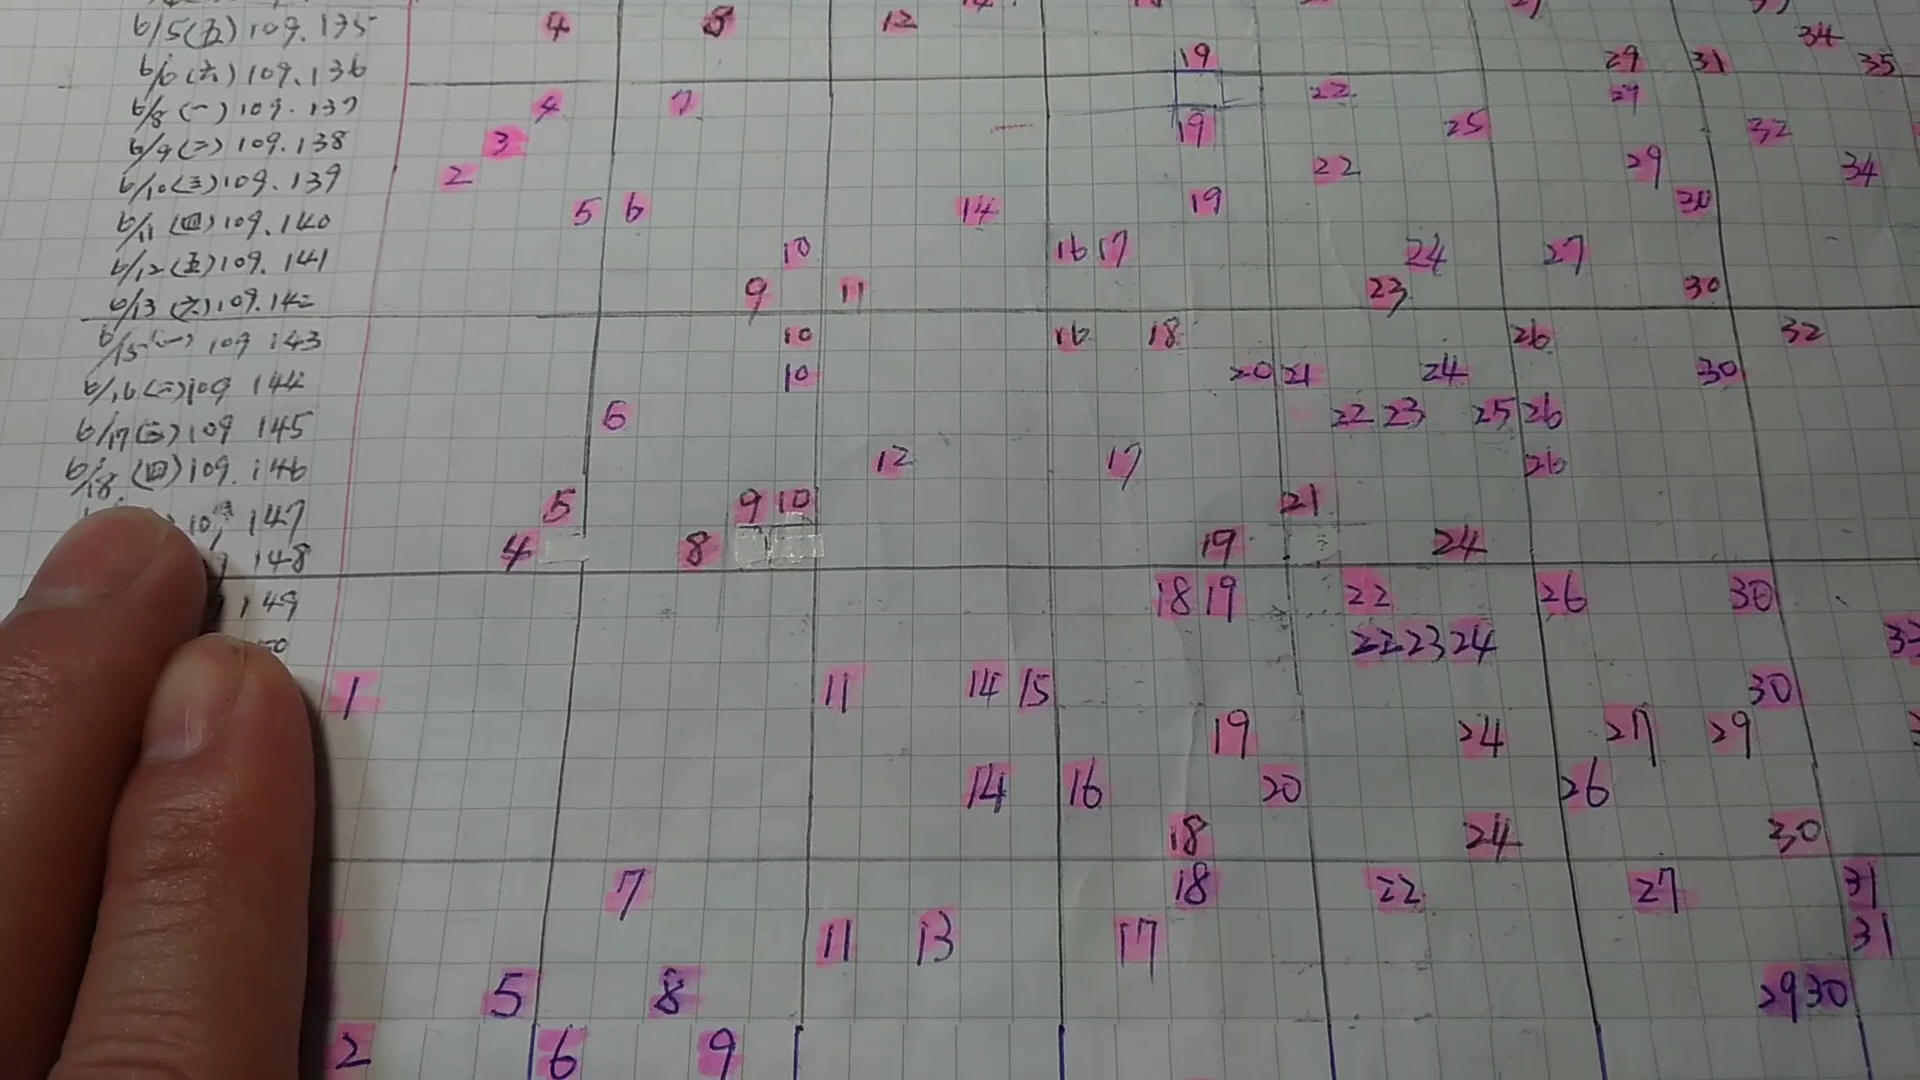 6/5(五)109.135 4 8 12 34
6/6(六)109.136 19 29 31 35
6/8(一)109.137 4 7 22 29
6/9(二)109.138 3 19 25 32
6/10(三)109.139 2 22 29 34
6/11(四)109.140 5 6 14 19 30
6/12(五)109.141 10 16 17 24 27
6/13(六)109.142 9 11 23 30
6/15(一)109 143 10 16 18 26 32
6/16(二)109 144 10 20 21 24 30
6/17(三)109 145 6 22 23 25 26
6/18.(四)109.146 12 17 26
147 5 9 10 21
148 4 8 19 24
149 18 19 22 26 30
22 23 24
1 11 14 15 30
19 24 27 29
14 16 20 26
18 24 30
7 18 22 27 31
11 13 17 31
5 8 29 30
2 6 9